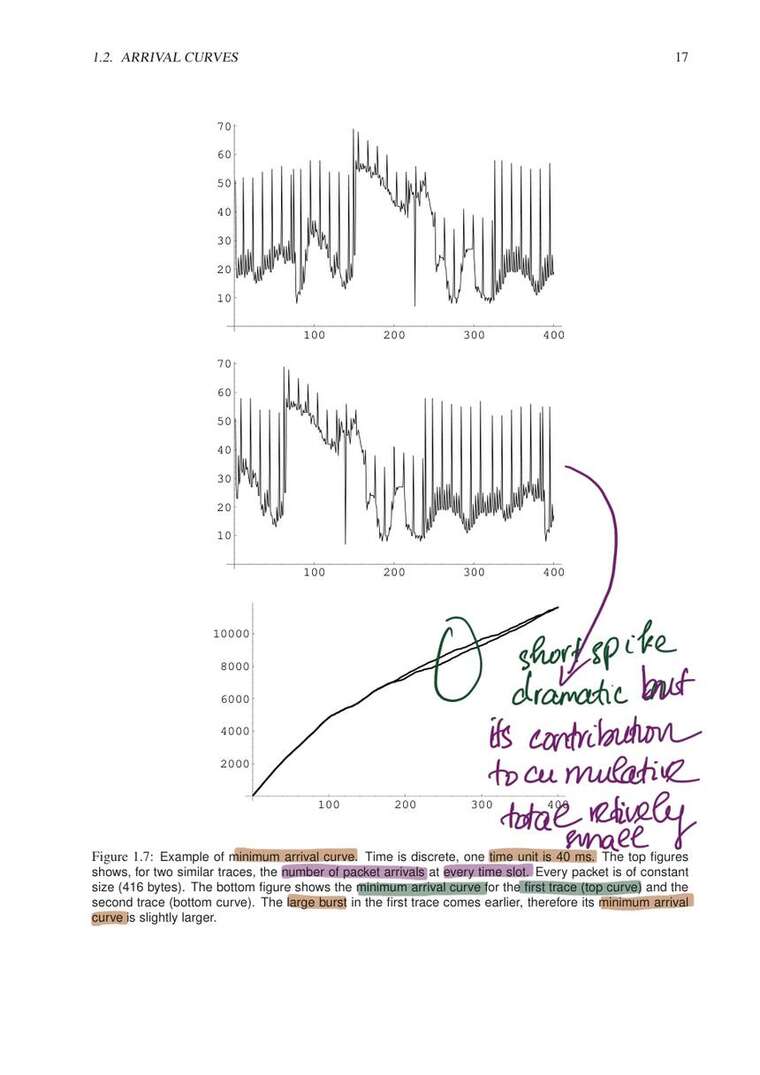 1.2. ARRIVAL CURVES 17
70
60
50
40
30
20
10
100 200 300 400
70
60
50
40
30
20
10
100 200 300 400
10000
8000
6000
4000
2000
100 200 300 400
short spike
dramatic but
its contribution
to cumulative
total
small
Figure 1.7: Example of minimum arrival curve. Time is discrete, one time unit is 40 ms. The top figures
shows, for two similar traces, the number of packet arrivals at every time slot. Every packet is of constant
size (416 bytes). The bottom figure shows the minimum arrival curve for the first trace (top curve) and the
second trace (bottom curve). The large burst in the first trace comes earlier, therefore its minimum arrival
curve is slightly larger.